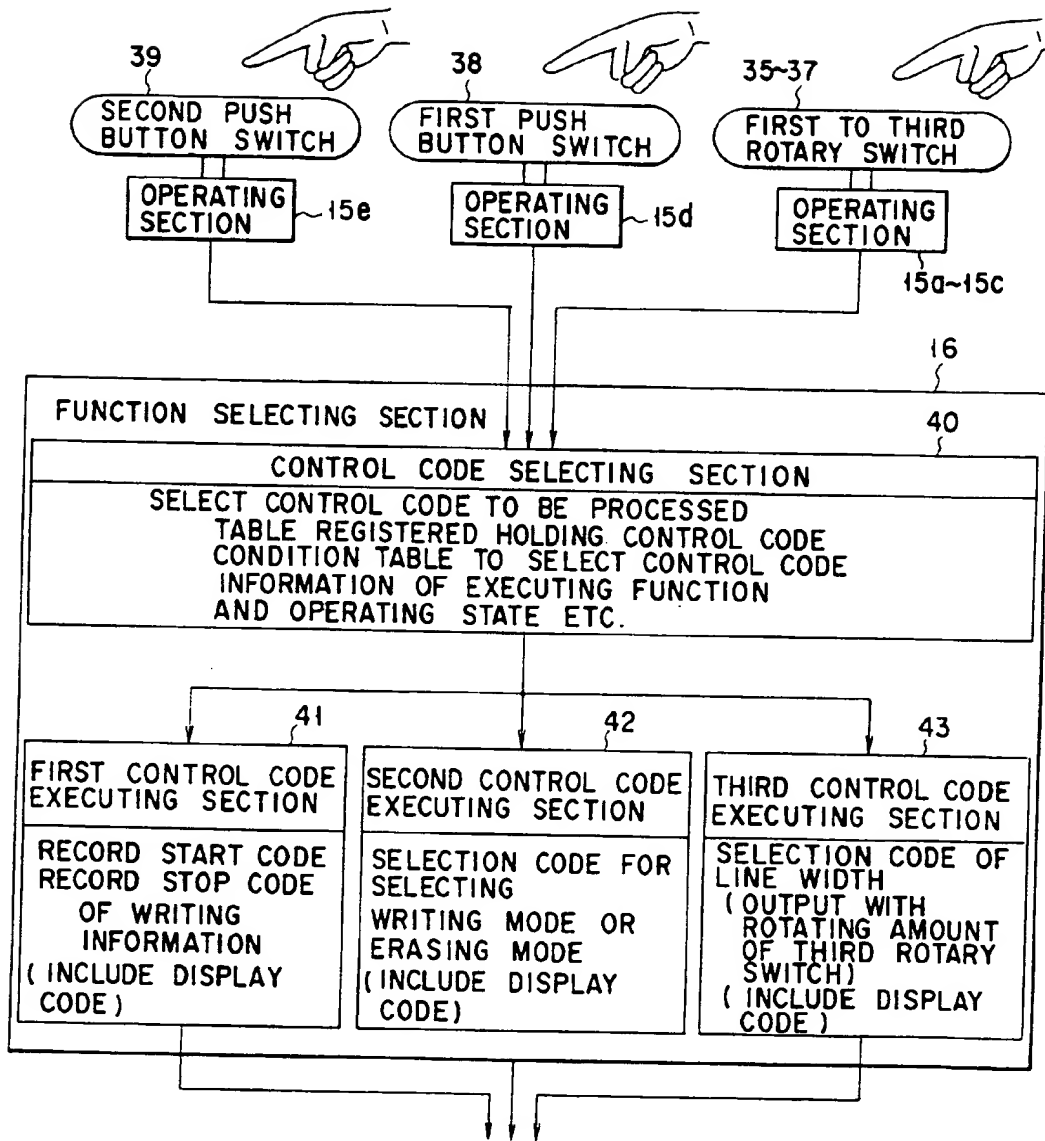 39
SECOND PUSH
BUTTON SWITCH
OPERATING
SECTION
15e
38
FIRST PUSH
BUTTON SWITCH
OPERATING
SECTION
15d
35~37
FIRST TO THIRD
ROTARY SWITCH
OPERATING
SECTION
15a~15c
16
FUNCTION SELECTING SECTION
40
CONTROL CODE SELECTING SECTION
SELECT CONTROL CODE TO BE PROCESSED
TABLE REGISTERED HOLDING CONTROL CODE
CONDITION TABLE TO SELECT CONTROL CODE
INFORMATION OF EXECUTING FUNCTION
AND OPERATING STATE ETC.
41
FIRST CONTROL CODE
EXECUTING SECTION
RECORD START CODE
RECORD STOP CODE
OF WRITING
INFORMATION
(INCLUDE DISPLAY
CODE)
42
SECOND CONTROL CODE
EXECUTING SECTION
SELECTION CODE FOR
SELECTING
WRITING MODE OR
ERASING MODE
(INCLUDE DISPLAY
CODE)
43
THIRD CONTROL CODE
EXECUTING SECTION
SELECTION CODE OF
LINE WIDTH
(OUTPUT WITH
ROTATING AMOUNT
OF THIRD ROTARY
SWITCH)
(INCLUDE DISPLAY
CODE)